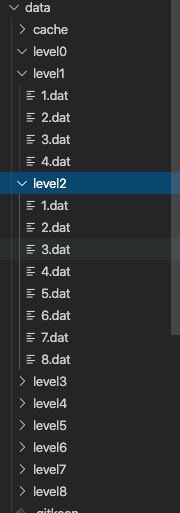 data
cache
level0
level1
1.dat
2.dat
3.dat
4.dat
level2
1.dat
2.dat
3.dat
4.dat
5.dat
6.dat
7.dat
8.dat
level3
level4
level5
level6
level7
level8